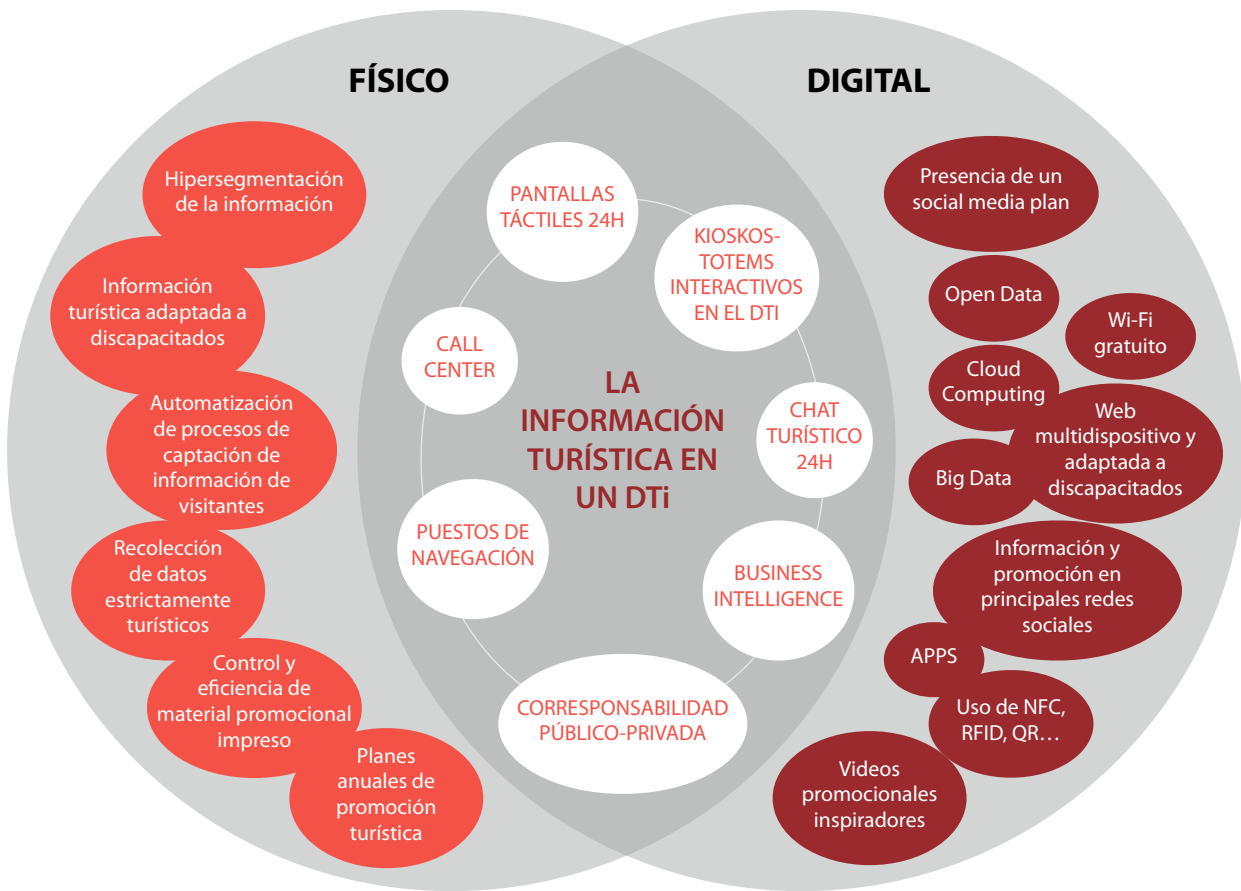 FÍSICO
Hipersegmentación
de la información
Información
turística adaptada a
discapacitados
Automatización
de procesos de
captación de
información de
visitantes
Recolección
de datos
estrictamente
turísticos
Control y
eficiencia de
material promocional
impreso
Planes
anuales de
promoción
turística
PANTALLAS
TÁCTILES 24H
KIOSKOS-
TOTEMS
INTERACTIVOS
EN EL DTI
CALL
CENTER
LA
INFORMACIÓN
TURÍSTICA EN
UN DTi
CHAT
TURÍSTICO
24H
PUESTOS DE
NAVEGACIÓN
BUSINESS
INTELLIGENCE
CORRESPONSABILIDAD
PÚBLICO-PRIVADA
DIGITAL
Presencia de un
social media plan
Open Data
Wi-Fi
gratuito
Cloud
Computing
Web
multidispositivo y
adaptada a
discapacitados
Big Data
Información y
promoción en
principales redes
sociales
APPS
Uso de NFC,
RFID, QR…
Videos
promocionales
inspiradores